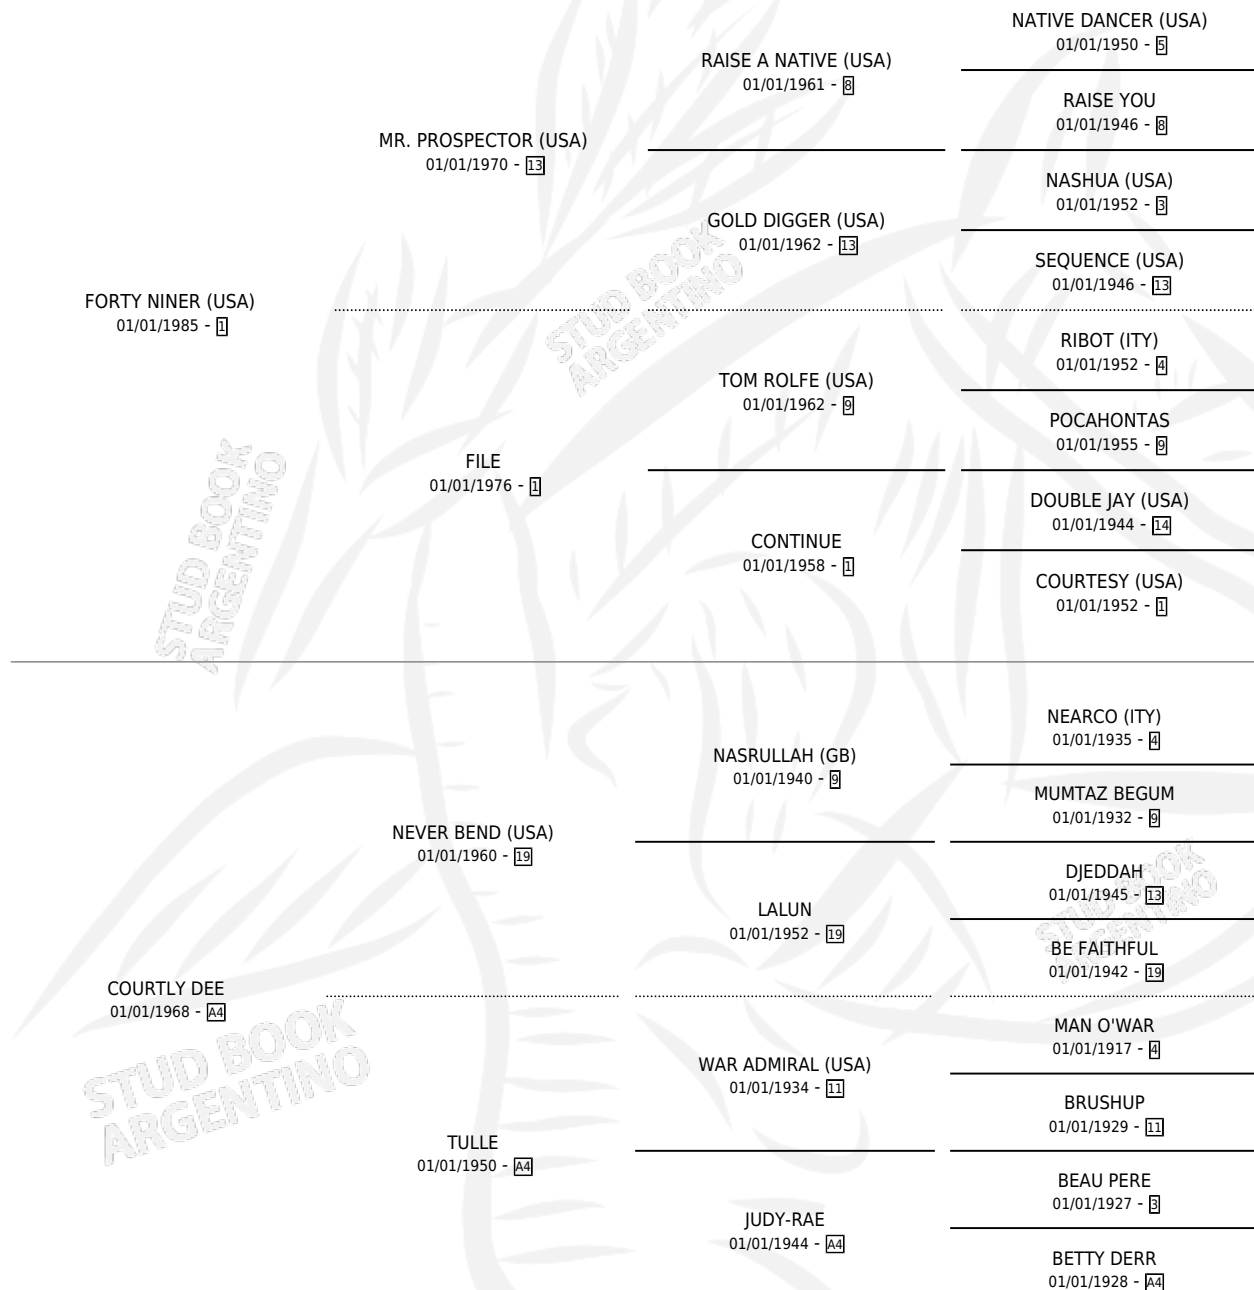 NATIVE DANCER (USA)
01/01/1950 - 5
RAISE A NATIVE (USA)
01/01/1961 - 8
RAISE YOU
01/01/1946 - 8
MR. PROSPECTOR (USA)
01/01/1970 - 13
NASHUA (USA)
01/01/1952 - 3
GOLD DIGGER (USA)
01/01/1962 - 13
SEQUENCE (USA)
01/01/1946 - 13
FORTY NINER (USA)
01/01/1985 - 1
STUD BOOK
ARGENTINO
RIBOT (ITY)
01/01/1952 - 4
TOM ROLFE (USA)
01/01/1962 - 9
POCAHONTAS
01/01/1955 - 9
FILE
01/01/1976 - 1
DOUBLE JAY (USA)
01/01/1944 - 14
CONTINUE
01/01/1958 - 1
COURTESY (USA)
01/01/1952 - 1
STUD BOOK
ARGENTINO
NEARCO (ITY)
01/01/1935 - 4
NASRULLAH (GB)
01/01/1940 - 9
MUMTAZ BEGUM
01/01/1932 - 9
NEVER BEND (USA)
01/01/1960 - 19
DJEDDAH
01/01/1945 - 13
LALUN
01/01/1952 - 19
STUD BOOK
ARGENTINO
BE FAITHFUL
01/01/1942 - 19
COURTLY DEE
01/01/1968 - A4
STUD BOOK
ARGENTINO
MAN O'WAR
01/01/1917 - 4
WAR ADMIRAL (USA)
01/01/1934 - 11
BRUSHUP
01/01/1929 - 11
TULLE
01/01/1950 - A4
BEAU PERE
01/01/1927 - 3
JUDY-RAE
01/01/1944 - A4
BETTY DERR
01/01/1928 - A4